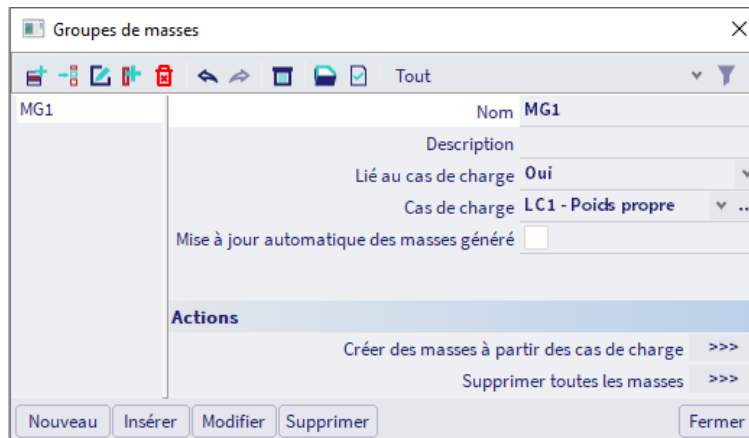 Groupes de masses
Tout
MG1
Nom MG1
Description
Lié au cas de charge Oui
Cas de charge LC1 - Poids propre
Mise à jour automatique des masses généré
Actions
Créer des masses à partir des cas de charge >>>
Supprimer toutes les masses >>>
Nouveau Insérer Modifier Supprimer Fermer